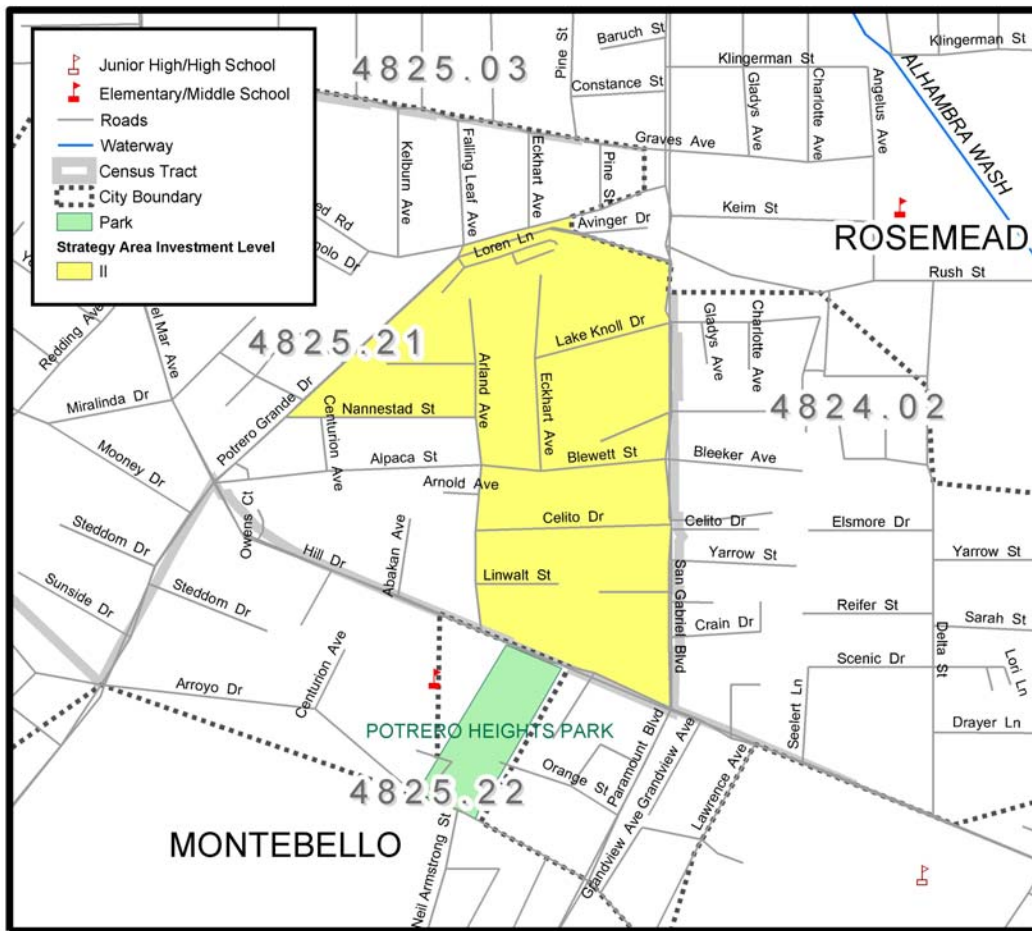 Junior High/High School
Elementary/Middle School
Roads
Waterway
Census Tract
City Boundary
Park
Strategy Area Investment Level
II
4825.03
Pine St
Baruch St
Constance St
Klingerman St
Klingerman St
Gladys Ave
Charlotte Ave
Angelus Ave
ALHAMBRA WASH
Graves Ave
Kelburn Ave
Falling Leaf Ave
Eckhart Ave
Pine St
Avinger Dr
Keim St
ROSEMEAD
Rush St
Loren Ln
Redding Ave
4825.21
Lake Knoll Dr
Gladys Ave
Charlotte Ave
Miralinda Dr
Potrero Grande Dr
Nannestad St
Centurion Ave
Arland Ave
Eckhart Ave
4824.02
Mooney Dr
Alpaca St
Blewett St
Bleeker Ave
Arnold Ave
Owens Ct
Steddom Dr
Hill Dr
Abakan Ave
Celito Dr
Celito Dr
Elsmore Dr
Yarrow St
Yarrow St
Sunside Dr
Steddom Dr
Linwalt St
San Gabriel Blvd
Crain Dr
Reifer St
Sarah St
Delta St
Scenic Dr
Lori Ln
Arroyo Dr
Centurion Ave
Seelert Ln
Drayer Ln
POTRERO HEIGHTS PARK
Orange St
Paramount Blvd
Grandview Ave
Lawrence Ave
4825.22
MONTEBELLO
Neil Armstrong St
Grandview Ave